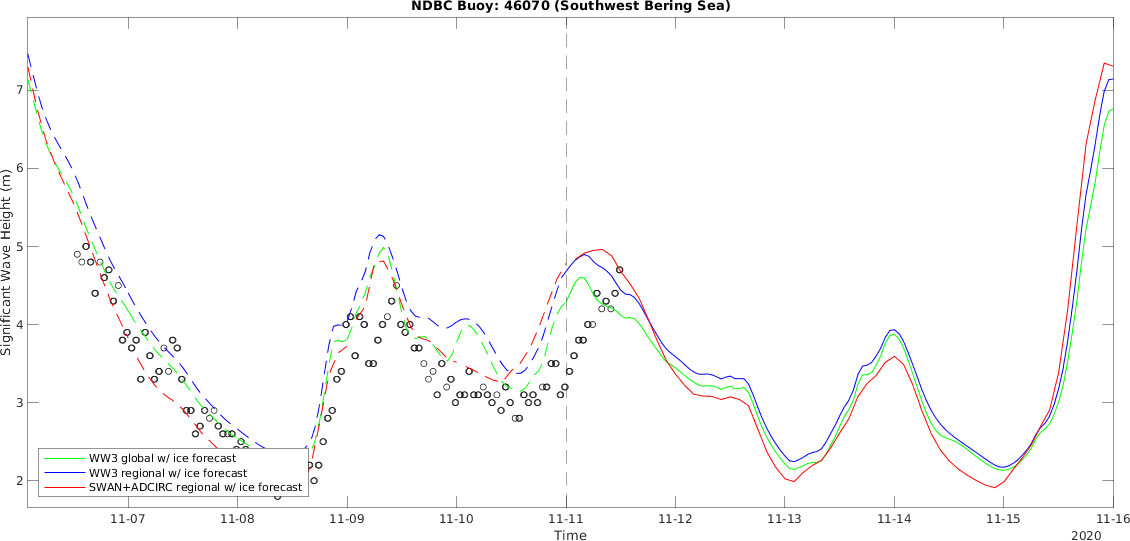 NDBC Buoy: 46070 (Southwest Bering Sea)
7
6
5
4
3
2
Significant Wave Height (m)
WW3 global w/ ice forecast
WW3 regional w/ ice forecast
SWAN+ADCIRC regional w/ ice forecast
11-07
11-08
11-09
11-10
11-11
11-12
11-13
11-14
11-15
11-16
Time
2020